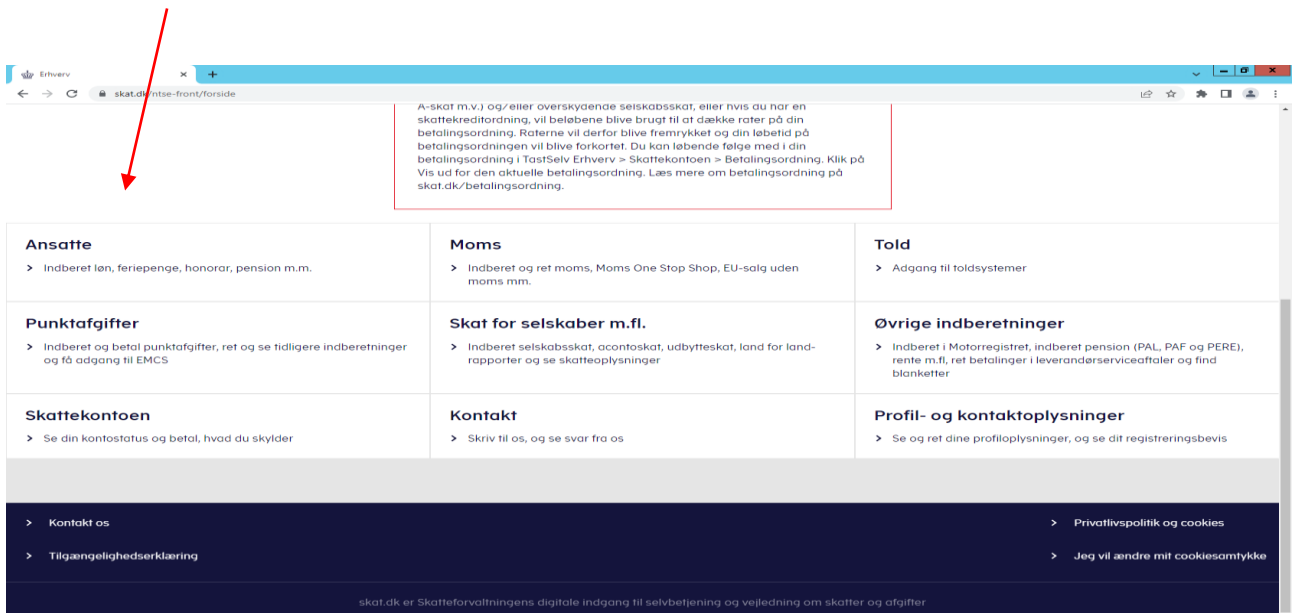 Erhverv
skat.dk/ntse-front/forside
A-skat m.v.) og/eller overskydende selskabsskat, eller hvis du har en
skattekreditordning, vil beløbene blive brugt til at dække rater på din
betalingsordning. Raterne vil derfor blive fremrykket og din løbetid på
betalingsordningen vil blive forkortet. Du kan løbende følge med i din
betalingsordning i TastSelv Erhverv > Skattekontoen > Betalingsordning. Klik på
Vis ud for den aktuelle betalingsordning. Læs mere om betalingsordning på
skat.dk/betalingsordning.
Ansatte
> Indberet løn, feriepenge, honorar, pension m.m.
Moms
> Indberet og ret moms, Moms One Stop Shop, EU-salg uden
moms mm.
Told
> Adgang til toldsystemer
Punktafgifter
> Indberet og betal punktafgifter, ret og se tidligere indberetninger
og få adgang til EMCS
Skat for selskaber m.fl.
> Indberet selskabsskat, acontoskat, udbytteskat, land for land-
rapporter og se skatteoplysninger
Øvrige indberetninger
> Indberet i Motorregistret, indberet pension (PAL, PAF og PERE),
rente m.fl, ret betalinger i leverandørserviceaftaler og find
blanketter
Skattekontoen
> Se din kontostatus og betal, hvad du skylder
Kontakt
> Skriv til os, og se svar fra os
Profil- og kontaktoplysninger
> Se og ret dine profiloplysninger, og se dit registreringsbevis
> Kontakt os
> Tilgængelighedserklæring
> Privatlivspolitik og cookies
> Jeg vil ændre mit cookiesamtykke
skat.dk er Skatteforvaltningens digitale indgang til selvbetjening og vejledning om skatter og afgifter